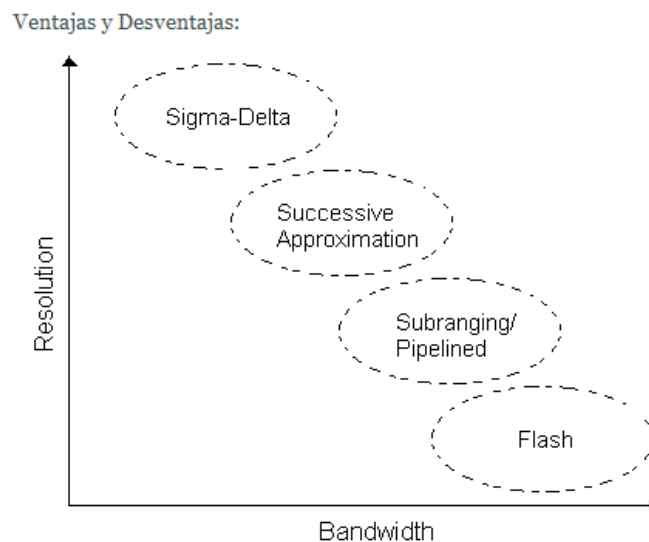 Ventajas y Desventajas:
Sigma-Delta
Successive
Approximation
Subranging/
Pipelined
Flash
Resolution
Bandwidth